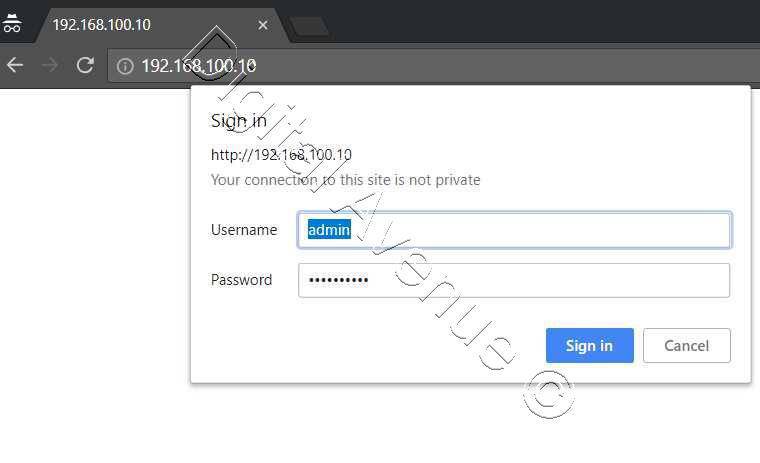 192.168.100.10
192.168.100.10
Sign in
http://192.168.100.10
Your connection to this site is not private
Username admin
Password ••••••••••
Sign in Cancel
Digital Avenue ©